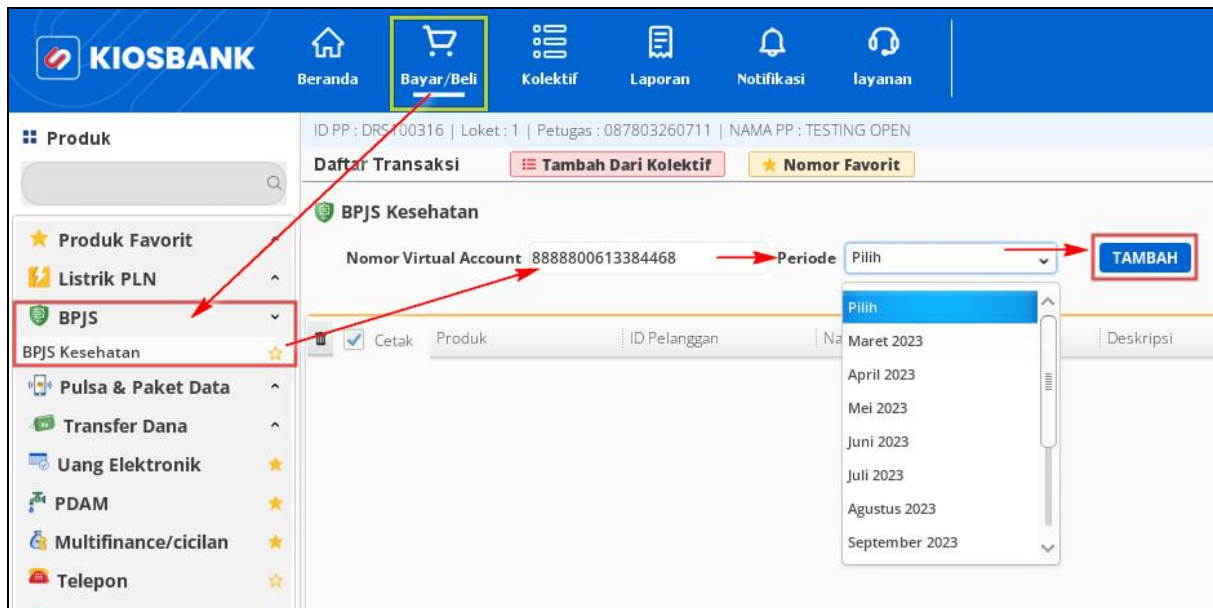 KIOSBANK
Beranda Bayar/Beli Kolektif Laporan Notifikasi layanan
Produk
ID PP : DRS100316 | Loket : 1 | Petugas : 087803260711 | NAMA PP : TESTING OPEN
Daftar Transaksi Tambah Dari Kolektif Nomor Favorit
BPJS Kesehatan
Nomor Virtual Account 8888800613384468 Periode Pilih TAMBAH
Pilih
Maret 2023
April 2023
Mei 2023
Juni 2023
Juli 2023
Agustus 2023
September 2023
Cetak Produk ID Pelanggan Deskripsi
Produk Favorit
Listrik PLN
BPJS
BPJS Kesehatan
Pulsa & Paket Data
Transfer Dana
Uang Elektronik
PDAM
Multifinance/cicilan
Telepon